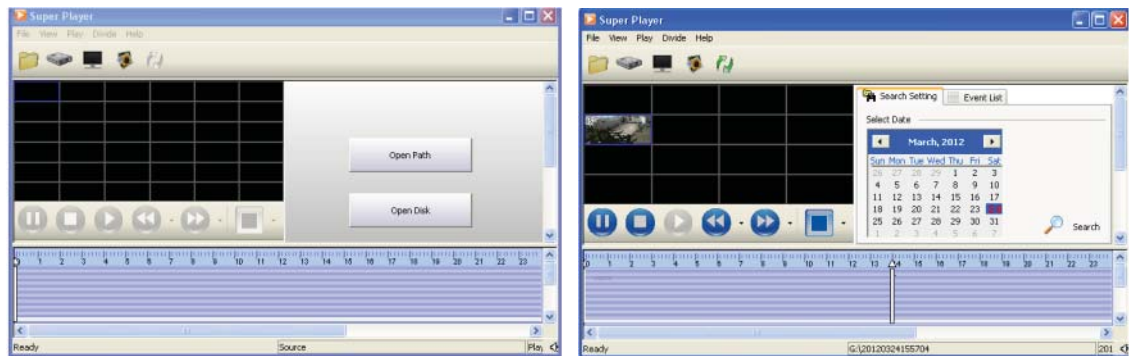 Super Player
File View Play Divide Help
Open Path
Open Disk
0 1 2 3 4 5 6 7 8 9 10 11 12 13 14 15 16 17 18 19 20 21 22 23
Ready Source Play
Super Player
File View Play Divide Help
Search Setting Event List
Select Date
March, 2012
Sun Mon Tue Wed Thu Fri Sat
26 27 28 29 1 2 3
4 5 6 7 8 9 10
11 12 13 14 15 16 17
18 19 20 21 22 23
25 26 27 28 29 30 31
1 2 3 4 5 6 7
Search
0 1 2 3 4 5 6 7 8 9 10 11 12 13 14 15 16 17 18 19 20 21 22 23
Ready G:\20120324155704 201